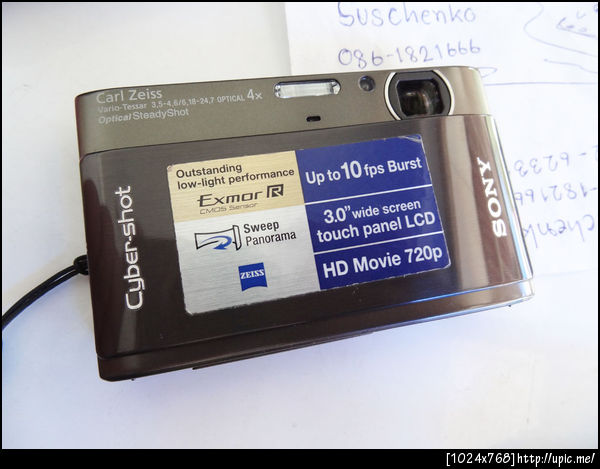 Suschenko
086-1821666
Carl Zeiss
Vario-Tessar 3,5-4,6/6,18-24,7 OPTICAL 4x
Optical SteadyShot
Cyber-shot
Outstanding
low-light performance
Exmor R
CMOS Sensor
Sweep
Panorama
ZEISS
Up to 10 fps Burst
3.0" wide screen
touch panel LCD
HD Movie 720p
SONY
[1024x768]http://upic.me/